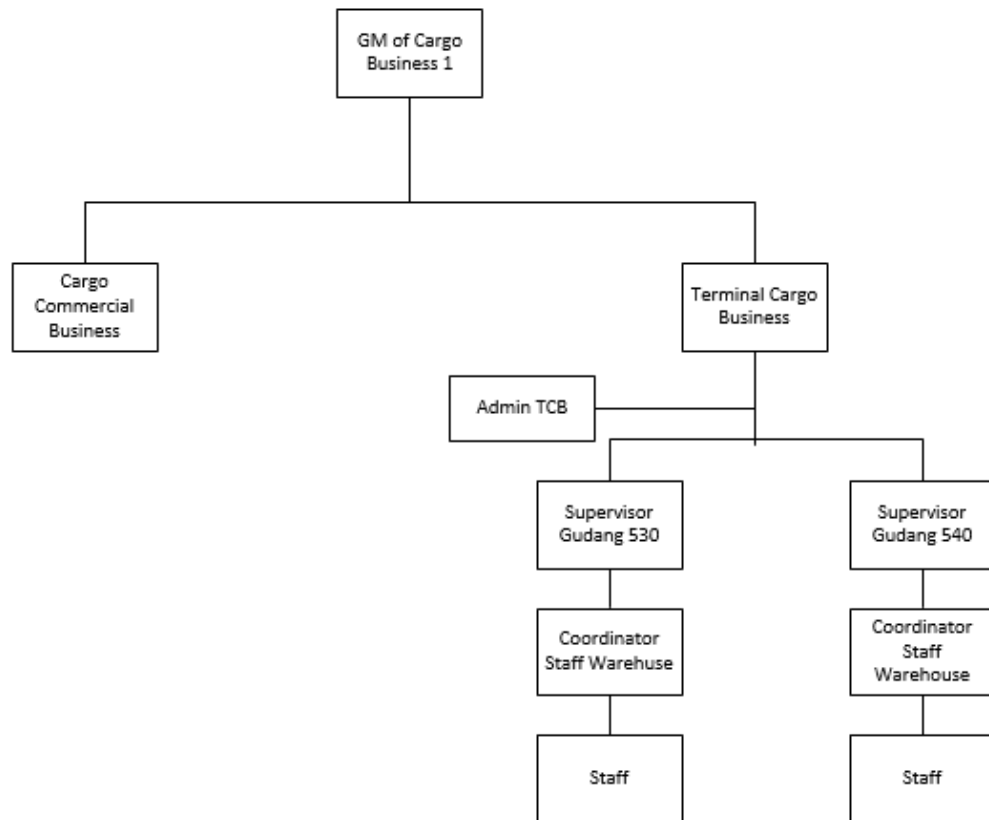 GM of Cargo
Business 1
Cargo
Commercial
Business
Terminal Cargo
Business
Admin TCB
Supervisor
Gudang 530
Supervisor
Gudang 540
Coordinator
Staff Warehuse
Coordinator
Staff
Warehouse
Staff
Staff